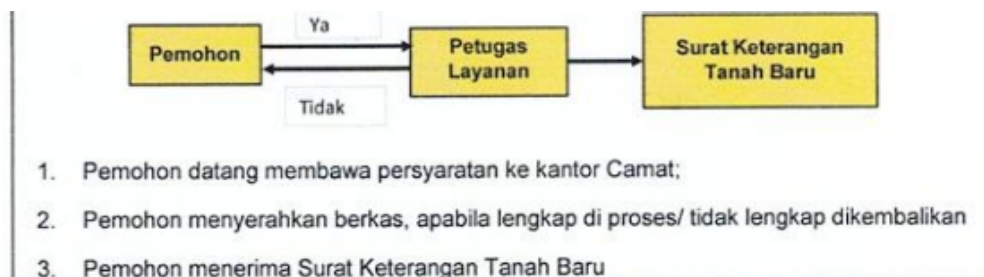 Ya
Pemohon
Petugas
Layanan
Surat Keterangan
Tanah Baru
Tidak
1. Pemohon datang membawa persyaratan ke kantor Camat;
2. Pemohon menyerahkan berkas, apabila lengkap di proses/ tidak lengkap dikembalikan
3. Pemohon menerima Surat Keterangan Tanah Baru